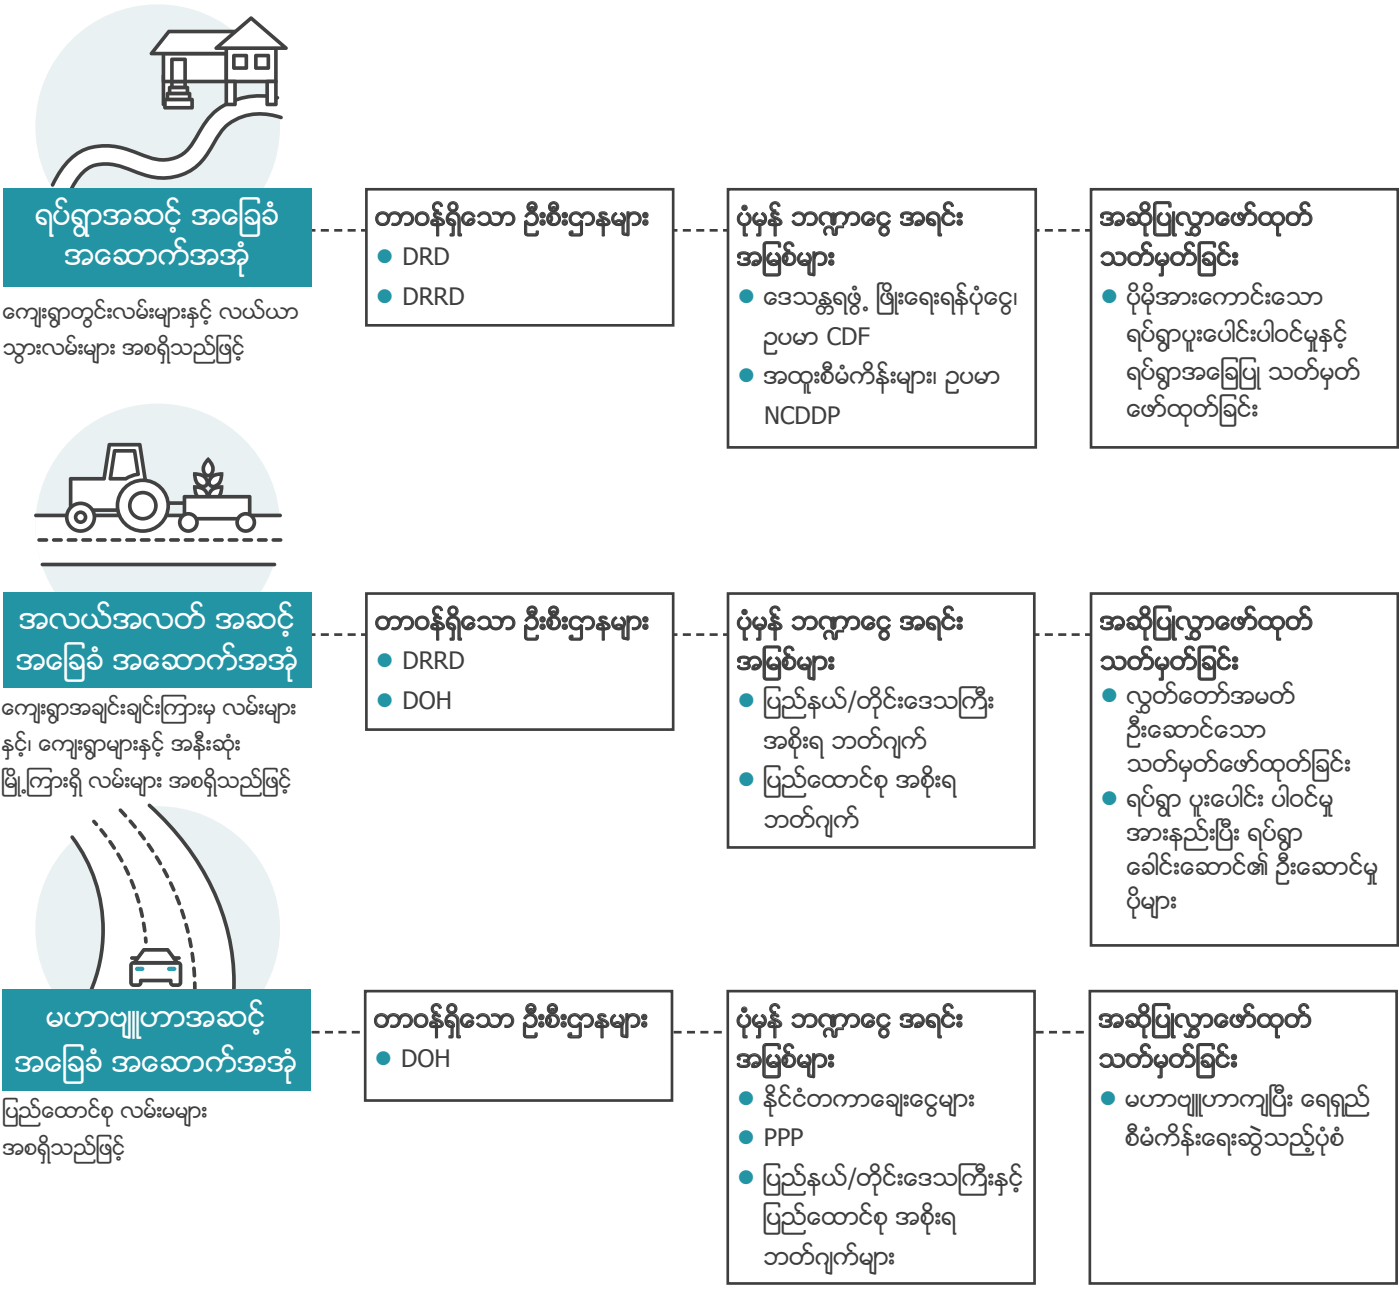 ရပ်ရွာအဆင့် အခြေခံ
အဆောက်အအုံ
ကျေးရွာတွင်းလမ်းများနှင့် လယ်ယာ
သွားလမ်းများ အစရှိသည်ဖြင့်
တာဝန်ရှိသော ဦးစီးဌာနများ
DRD
DRRD
ပုံမှန် ဘဏ္ဍာငွေ အရင်း
အမြစ်များ
ဒေသန္တရဖွံ့ ဖြိုးရေးရန်ပုံငွေ၊
ဥပမာ CDF
အထူးစီမံကိန်းများ၊ ဥပမာ
NCDDP
အဆိုပြုလွှာဖော်ထုတ်
သတ်မှတ်ခြင်း
ပိုမိုအားကောင်းသော
ရပ်ရွာပူးပေါင်းပါဝင်မှုနှင့်
ရပ်ရွာအခြေပြု သတ်မှတ်
ဖော်ထုတ်ခြင်း
အလယ်အလတ် အဆင့်
အခြေခံ အဆောက်အအုံ
ကျေးရွာအချင်းချင်းကြားမှ လမ်းများ
နှင့်၊ ကျေးရွာများနှင့် အနီးဆုံး
မြို့ကြားရှိ လမ်းများ အစရှိသည်ဖြင့်
တာဝန်ရှိသော ဦးစီးဌာနများ
DRRD
DOH
ပုံမှန် ဘဏ္ဍာငွေ အရင်း
အမြစ်များ
ပြည်နယ်/တိုင်းဒေသကြီး
အစိုးရ ဘတ်ဂျက်
ပြည်ထောင်စု အစိုးရ
ဘတ်ဂျက်
အဆိုပြုလွှာဖော်ထုတ်
သတ်မှတ်ခြင်း
လွှတ်တော်အမတ်
ဦးဆောင်သော
သတ်မှတ်ဖော်ထုတ်ခြင်း
ရပ်ရွာ ပူးပေါင်း ပါဝင်မှု
အားနည်းပြီး ရပ်ရွာ
ခေါင်းဆောင်၏ ဦးဆောင်မှု
ပိုများ
မဟာဗျူဟာအဆင့်
အခြေခံ အဆောက်အအုံ
ပြည်ထောင်စု လမ်းမများ
အစရှိသည်ဖြင့်
တာဝန်ရှိသော ဦးစီးဌာနများ
DOH
ပုံမှန် ဘဏ္ဍာငွေ အရင်း
အမြစ်များ
နိုင်ငံတကာချေးငွေများ
PPP
ပြည်နယ်/တိုင်းဒေသကြီးနှင့်
ပြည်ထောင်စု အစိုးရ
ဘတ်ဂျက်များ
အဆိုပြုလွှာဖော်ထုတ်
သတ်မှတ်ခြင်း
မဟာဗျူဟာကျပြီး ရေရှည်
စီမံကိန်းရေးဆွဲသည့်ပုံစံ